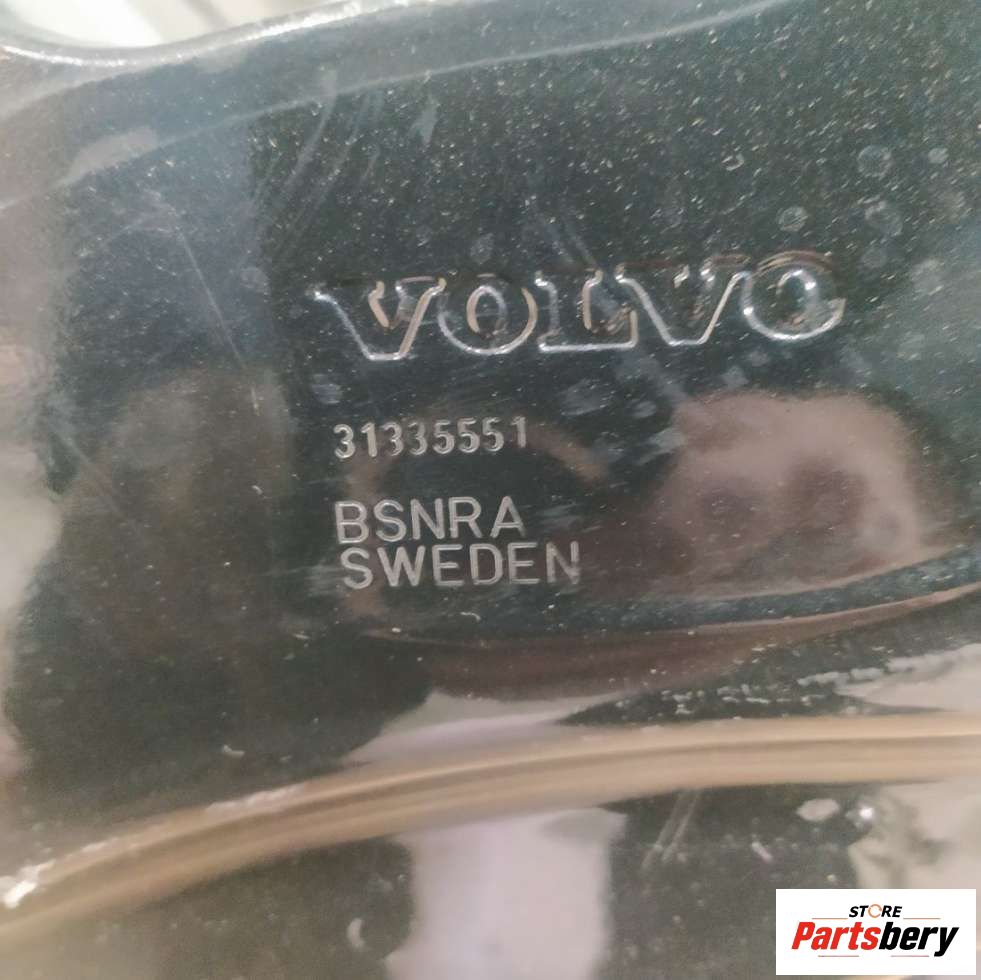 VOLVO
31335551
BSNRA
SWEDEN
STORE
Partsbery